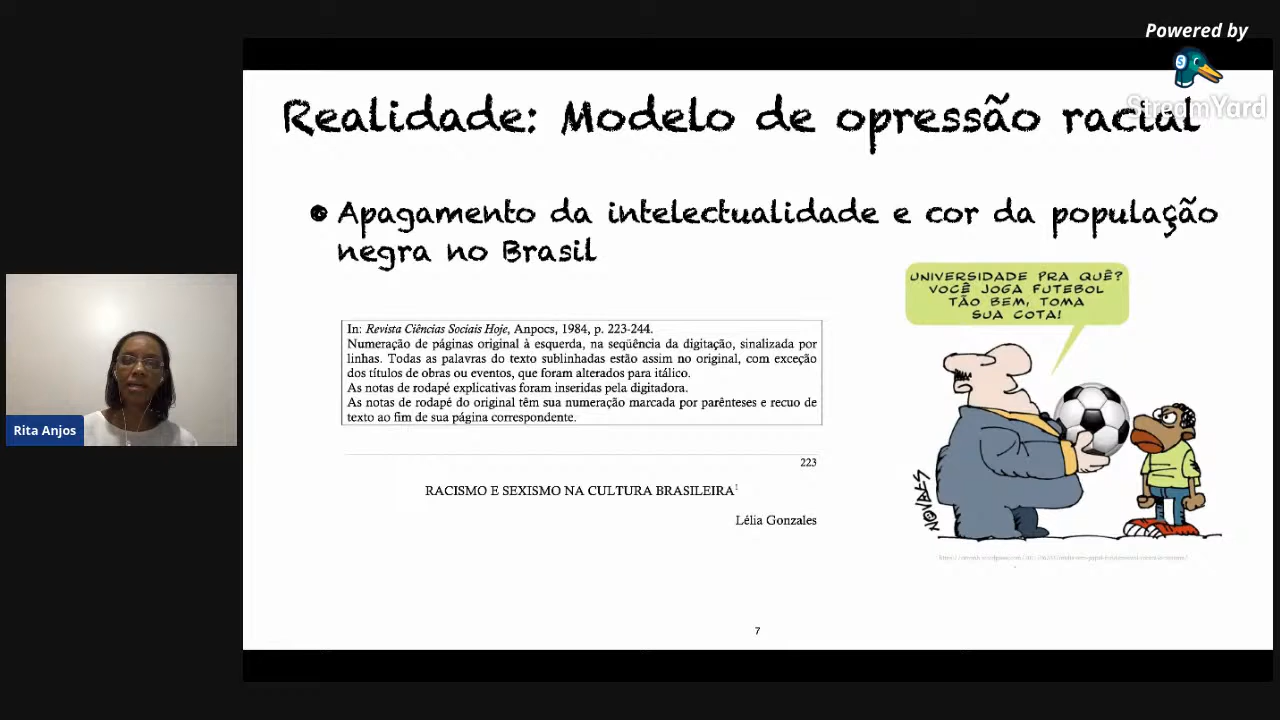 Powered by
StreamYard
Realidade: Modelo de opressão racial
Apagamento da intelectualidade e cor da população
negra no Brasil
UNIVERSIDADE PRA QUÊ?
VOCÊ JOGA FUTEBOL
TÃO BEM, TOMA
SUA COTA!
In: Revista Ciências Sociais Hoje, Anpocs, 1984, p. 223-244.
Numeração de páginas original à esquerda, na seqüência da digitação, sinalizada por
linhas. Todas as palavras do texto sublinhadas estão assim no original, com exceção
dos títulos de obras ou eventos, que foram alterados para itálico.
As notas de rodapé explicativas foram inseridas pela digitadora.
As notas de rodapé do original têm sua numeração marcada por parênteses e recuo de
texto ao fim de sua página correspondente.
223
RACISMO E SEXISMO NA CULTURA BRASILEIRA¹
Lélia Gonzales
NOVAES
Rita Anjos
7